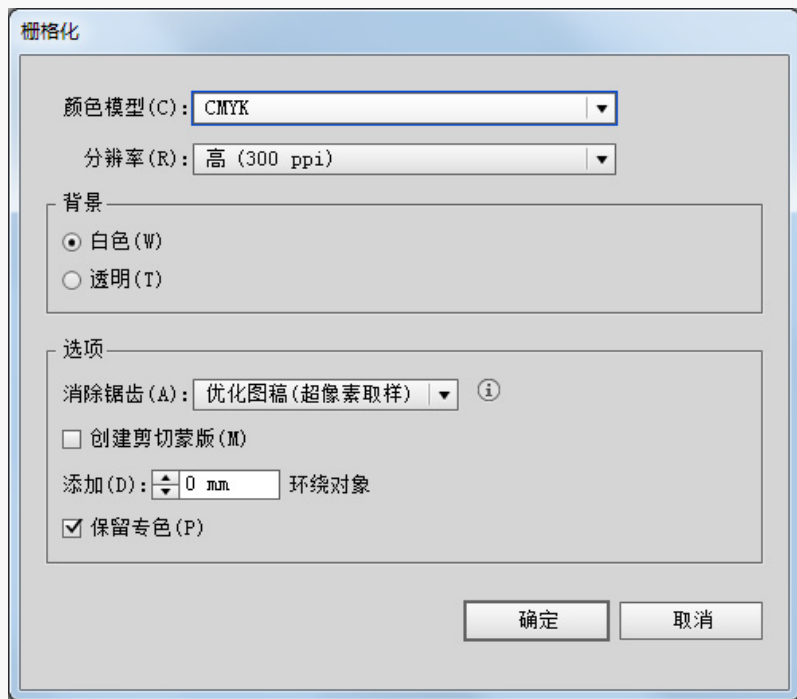 栅格化
颜色模型(C): CMYK
分辨率(R): 高 (300 ppi)
背景
白色(W)
透明(T)
选项
消除锯齿(A): 优化图稿(超像素取样)
创建剪切蒙版(M)
添加(D): 0 mm 环绕对象
保留专色(P)
确定 取消